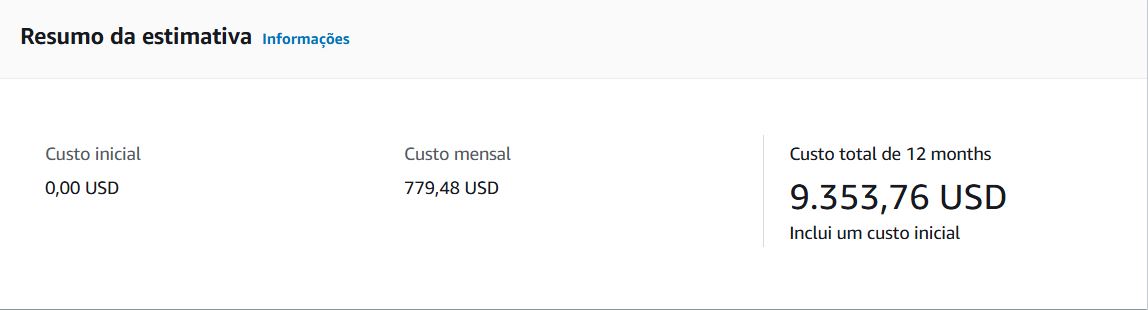 Resumo da estimativa Informações
Custo inicial
0,00 USD
Custo mensal
779,48 USD
Custo total de 12 months
9.353,76 USD
Inclui um custo inicial